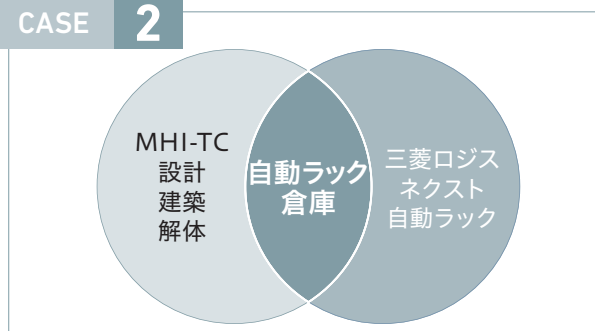 CASE 2
MHI-TC
設計
建築
解体
自動ラック
倉庫
三菱ロジス
ネクスト
自動ラック